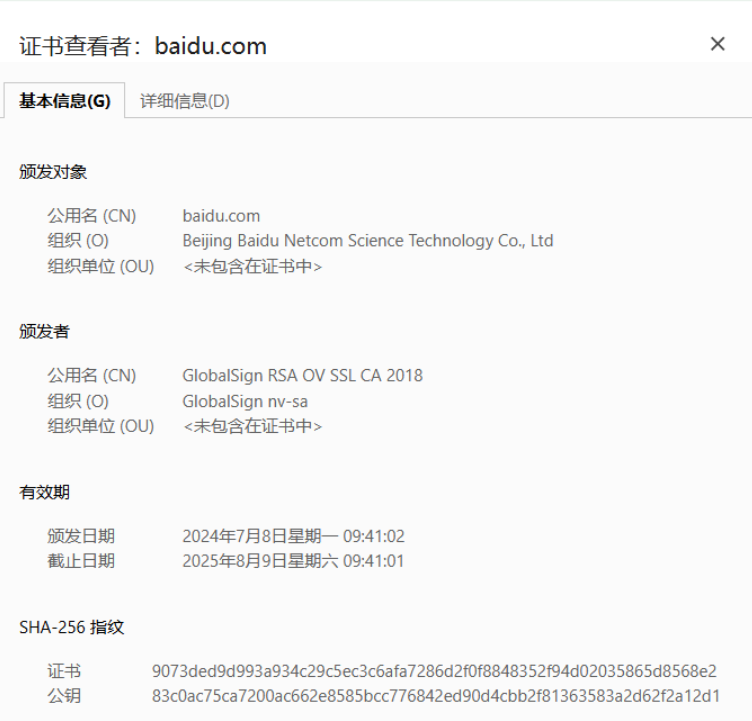 证书查看者：baidu.com
基本信息(G) 详细信息(D)
颁发对象
公用名 (CN) baidu.com
组织 (O) Beijing Baidu Netcom Science Technology Co., Ltd
组织单位 (OU) <未包含在证书中>
颁发者
公用名 (CN) GlobalSign RSA OV SSL CA 2018
组织 (O) GlobalSign nv-sa
组织单位 (OU) <未包含在证书中>
有效期
颁发日期 2024年7月8日星期一 09:41:02
截止日期 2025年8月9日星期六 09:41:01
SHA-256 指纹
证书 9073ded9d993a934c29c5ec3c6afa7286d2f0f8848352f94d02035865d8568e2
公钥 83c0ac75ca7200ac662e8585bcc776842ed90d4cbb2f81363583a2d62f2a12d1